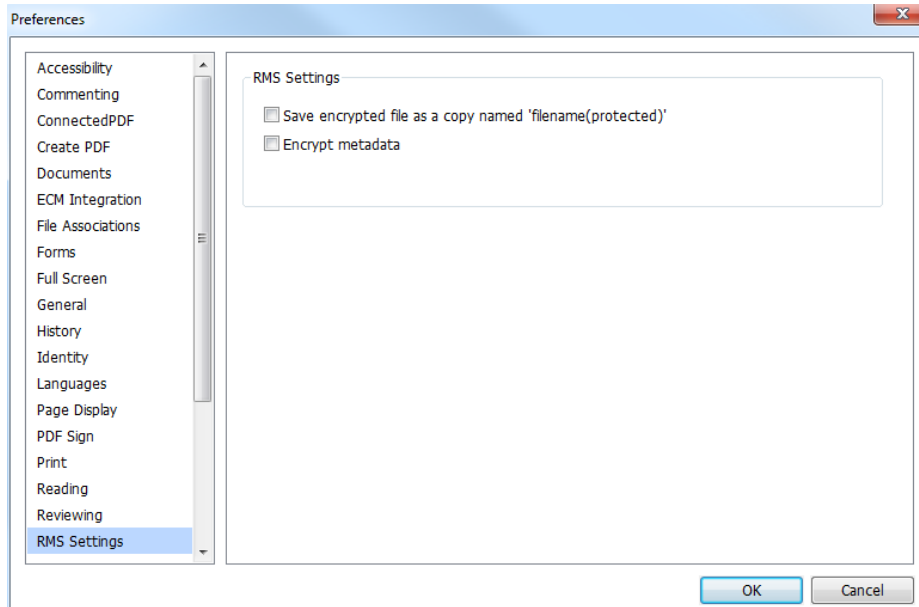 Preferences
Accessibility
Commenting
ConnectedPDF
Create PDF
Documents
ECM Integration
File Associations
Forms
Full Screen
General
History
Identity
Languages
Page Display
PDF Sign
Print
Reading
Reviewing
RMS Settings
RMS Settings
Save encrypted file as a copy named 'filename(protected)'
Encrypt metadata
OK
Cancel